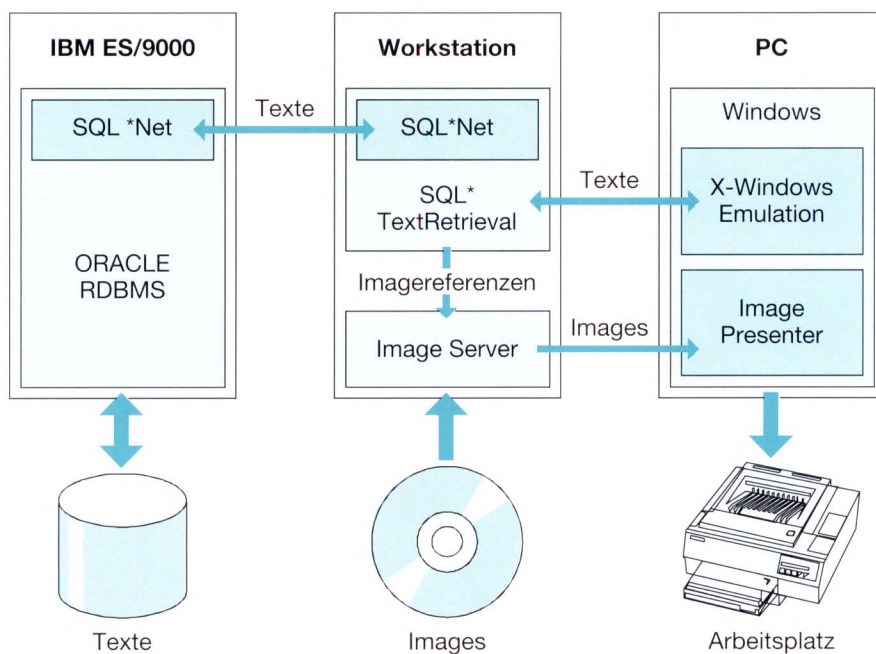 IBM ES/9000
Workstation
PC
SQL *Net
Texte
SQL*Net
Windows
SQL*
TextRetrieval
Texte
X-Windows
Emulation
ORACLE
RDBMS
Imagereferenzen
Image Server
Images
Image
Presenter
Texte
Images
Arbeitsplatz